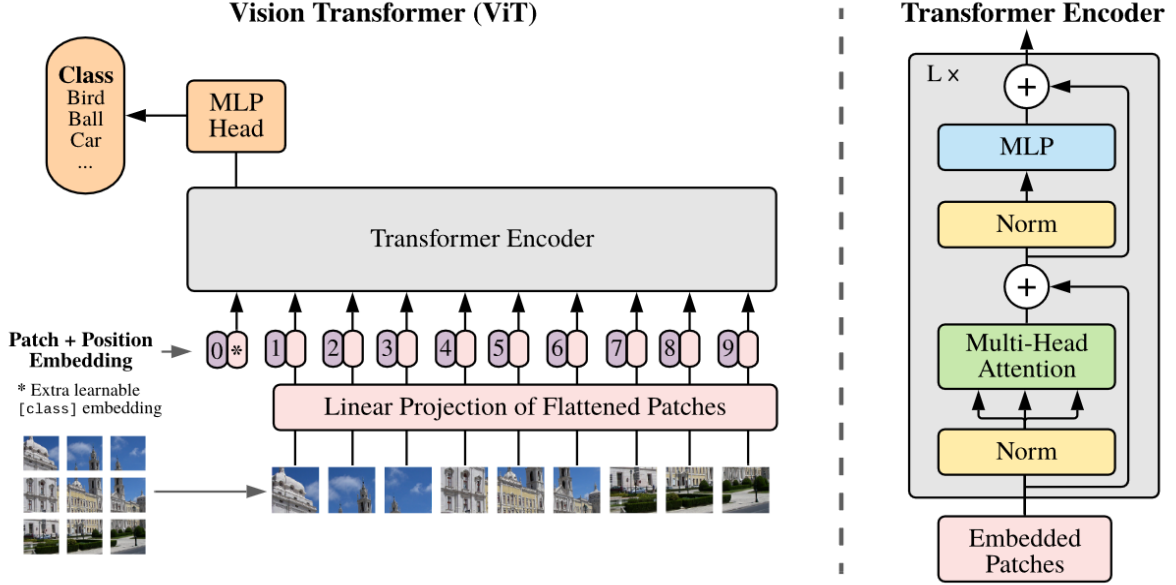 Vision Transformer (ViT)
Class
Bird
Ball
Car
...
MLP
Head
Transformer Encoder
Patch + Position
Embedding
0 * 1 2 3 4 5 6 7 8 9
* Extra learnable
[class] embedding
Linear Projection of Flattened Patches
Transformer Encoder
L ×
+
MLP
Norm
+
Multi-Head
Attention
Norm
Embedded
Patches